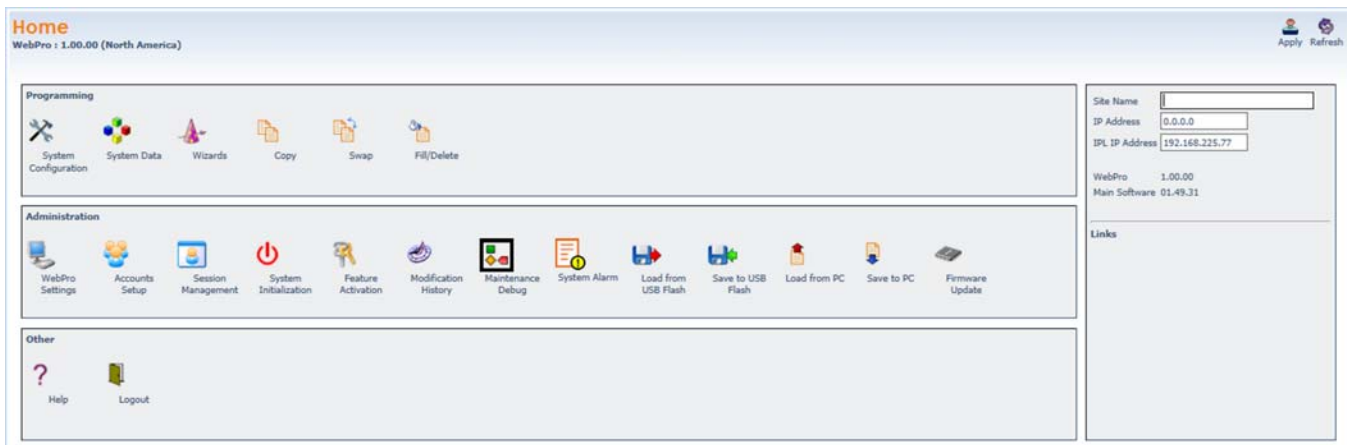 Home
WebPro : 1.00.00 (North America)
Apply Refresh
Programming
System Configuration
System Data
Wizards
Copy
Swap
Fill/Delete
Administration
WebPro Settings
Accounts Setup
Session Management
System Initialization
Feature Activation
Modification History
Maintenance Debug
System Alarm
Load from USB Flash
Save to USB Flash
Load from PC
Save to PC
Firmware Update
Other
? Help
Logout
Site Name
IP Address 0.0.0.0
IPL IP Address 192.168.225.77
WebPro 1.00.00
Main Software 01.49.31
Links